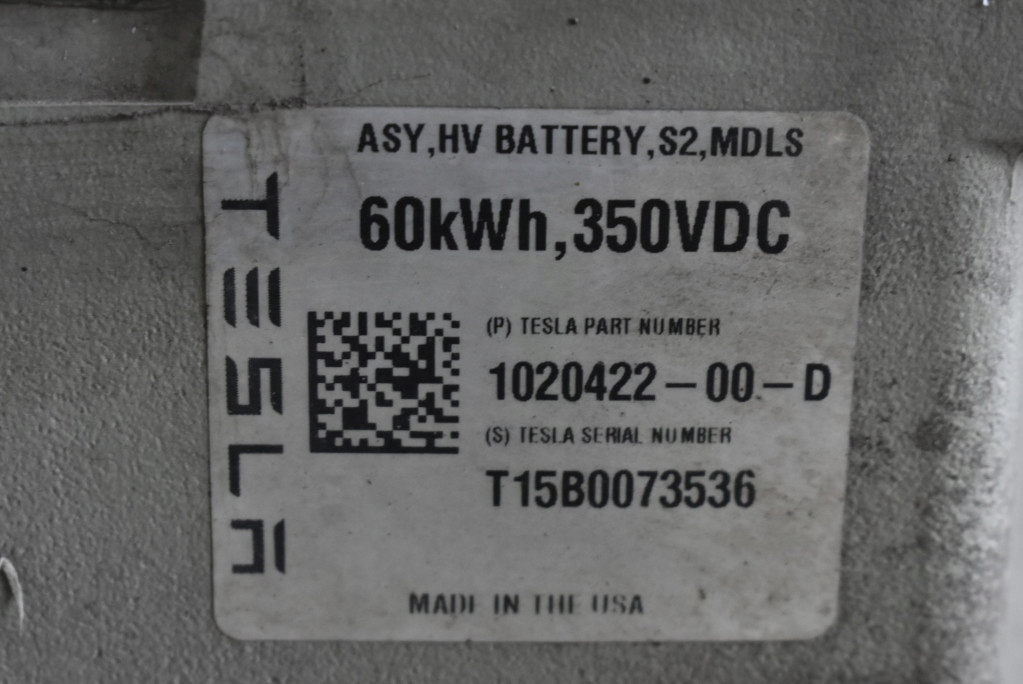 ASY,HV BATTERY,S2,MDLS
60kWh,350VDC
TESLA
(P) TESLA PART NUMBER
1020422-00-D
(S) TESLA SERIAL NUMBER
T15B0073536
MADE IN THE USA